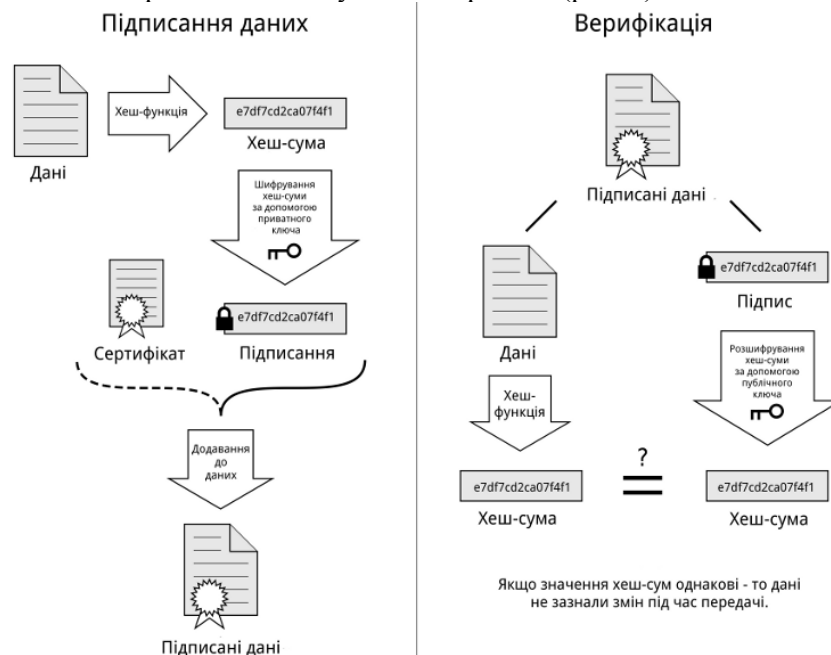 Підписання даних
Дані
Хеш-функція
e7df7cd2ca07f4f1
Хеш-сума
Шифрування
хеш-суми
за допомогою
приватного
ключа
Сертифікат
e7df7cd2ca07f4f1
Підписання
Додавання
до
даних
Підписані дані
Верифікація
Підписані дані
Дані
e7df7cd2ca07f4f1
Підпис
Хеш-
функція
Розшифрування
хеш-суми
за допомогою
публічного
ключа
e7df7cd2ca07f4f1
Хеш-сума
?
=
e7df7cd2ca07f4f1
Хеш-сума
Якщо значення хеш-сум однакові - то дані
не зазнали змін під час передачі.